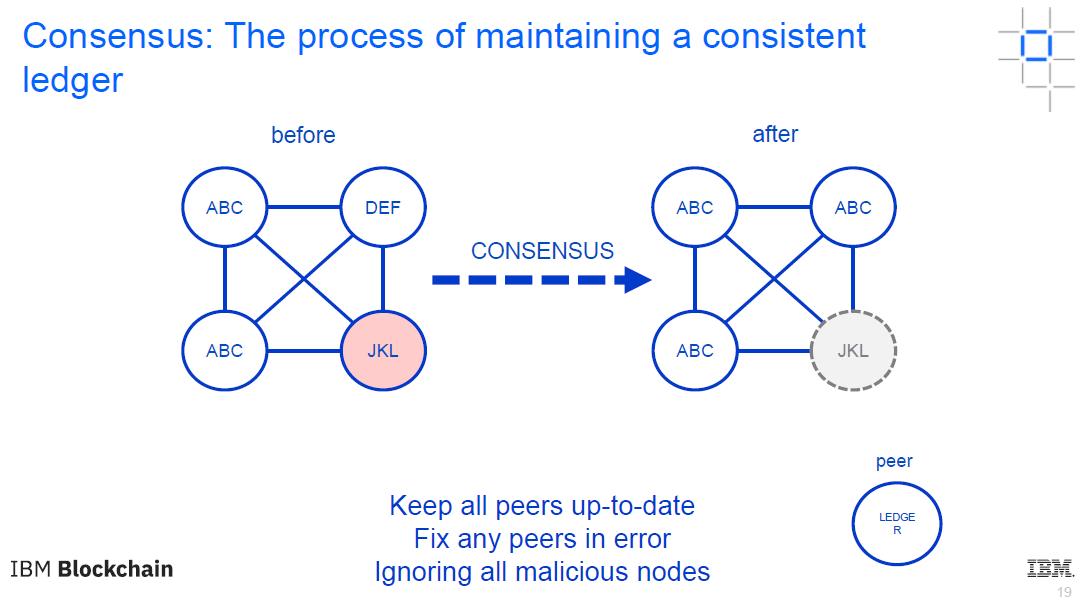 Consensus: The process of maintaining a consistent
ledger
before
after
ABC
DEF
ABC
ABC
CONSENSUS
ABC
JKL
ABC
JKL
peer
LEDGE
R
Keep all peers up-to-date
Fix any peers in error
Ignoring all malicious nodes
IBM Blockchain
IBM.
19